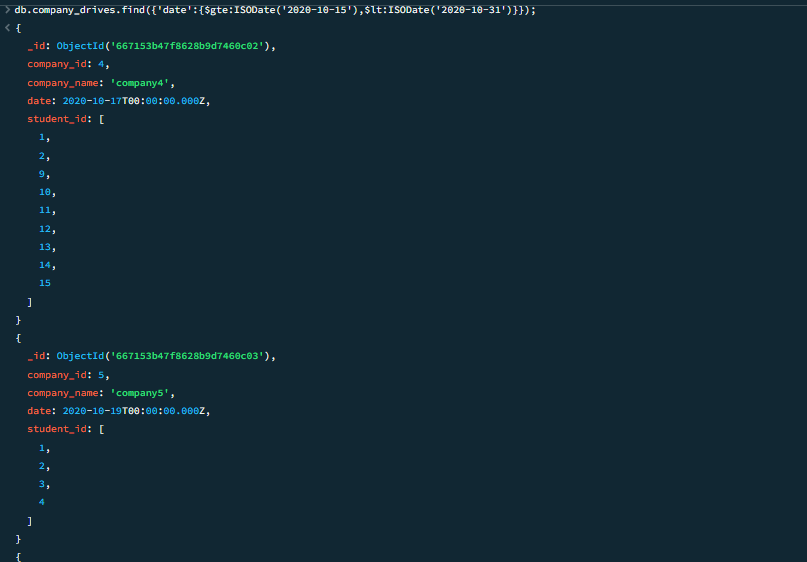 > db.company_drives.find({'date':{$gte:ISODate('2020-10-15'),$lt:ISODate('2020-10-31')}});
< {
_id: ObjectId('667153b47f8628b9d7460c02'),
company_id: 4,
company_name: 'company4',
date: 2020-10-17T00:00:00.000Z,
student_id: [
1,
2,
9,
10,
11,
12,
13,
14,
15
]
}
{
_id: ObjectId('667153b47f8628b9d7460c03'),
company_id: 5,
company_name: 'company5',
date: 2020-10-19T00:00:00.000Z,
student_id: [
1,
2,
3,
4
]
}
{